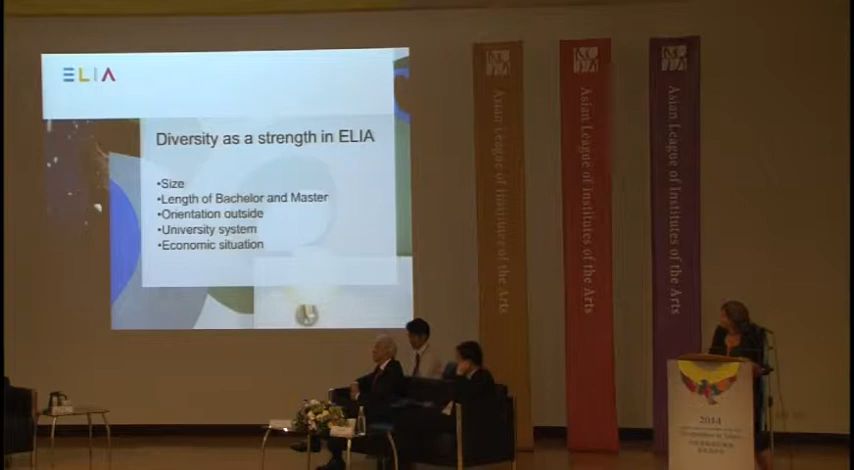 ELIA
Diversity as a strength in ELIA
•Size
•Length of Bachelor and Master
•Orientation outside
•University system
•Economic situation
Asian League of Institutes of the Arts
Asian League of Institutes of the Arts
Asian League of Institutes of the Arts
2014